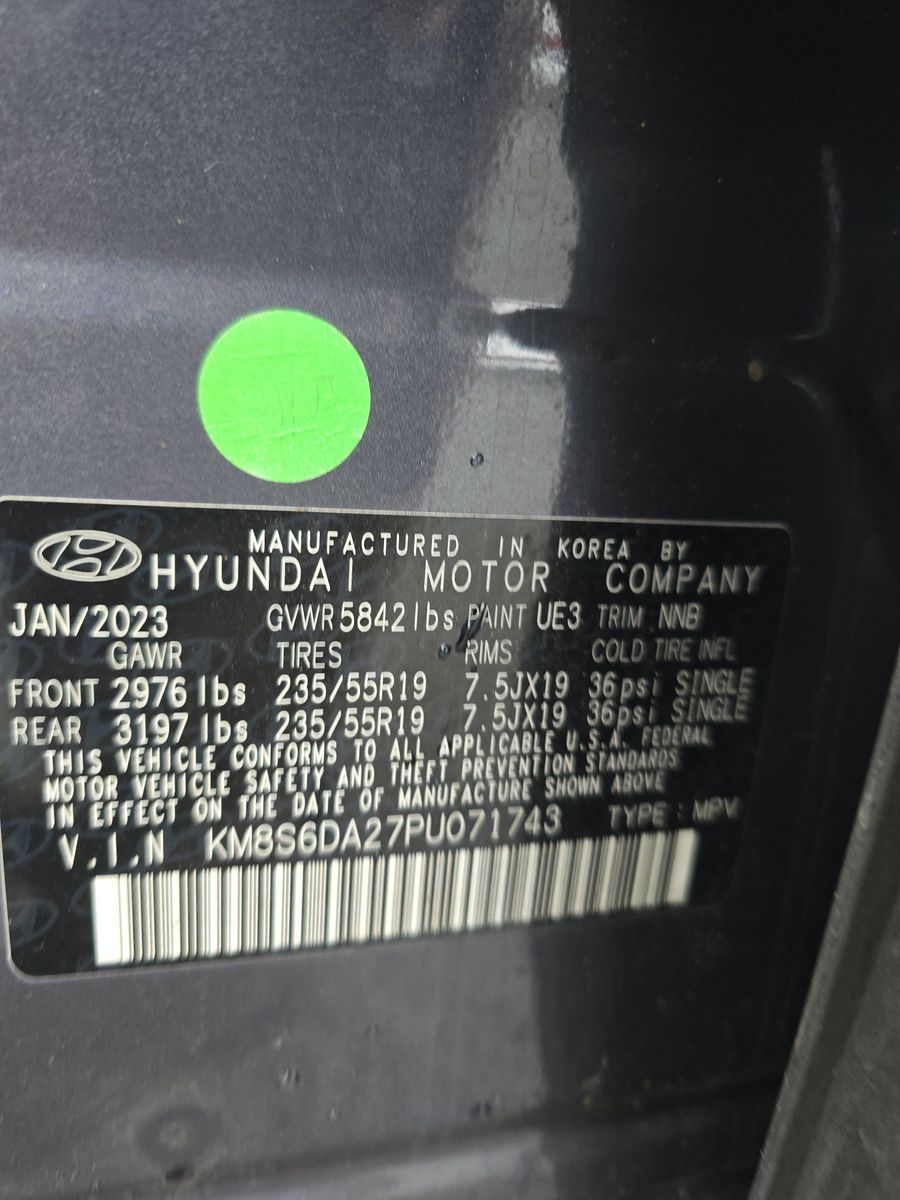 MANUFACTURED IN KOREA BY
HYUNDAI MOTOR COMPANY
JAN/2023 GVWR 5842 lbs PAINT UE3 TRIM NNB
GAWR TIRES RIMS COLD TIRE INFL
FRONT 2976 lbs 235/55R19 7.5JX19 36psi SINGLE
REAR 3197 lbs 235/55R19 7.5JX19 36psi SINGLE
THIS VEHICLE CONFORMS TO ALL APPLICABLE U.S.A. FEDERAL
MOTOR VEHICLE SAFETY AND THEFT PREVENTION STANDARDS
IN EFFECT ON THE DATE OF MANUFACTURE SHOWN ABOVE
V.I.N KM8S6DA27PU071743 TYPE : MPV